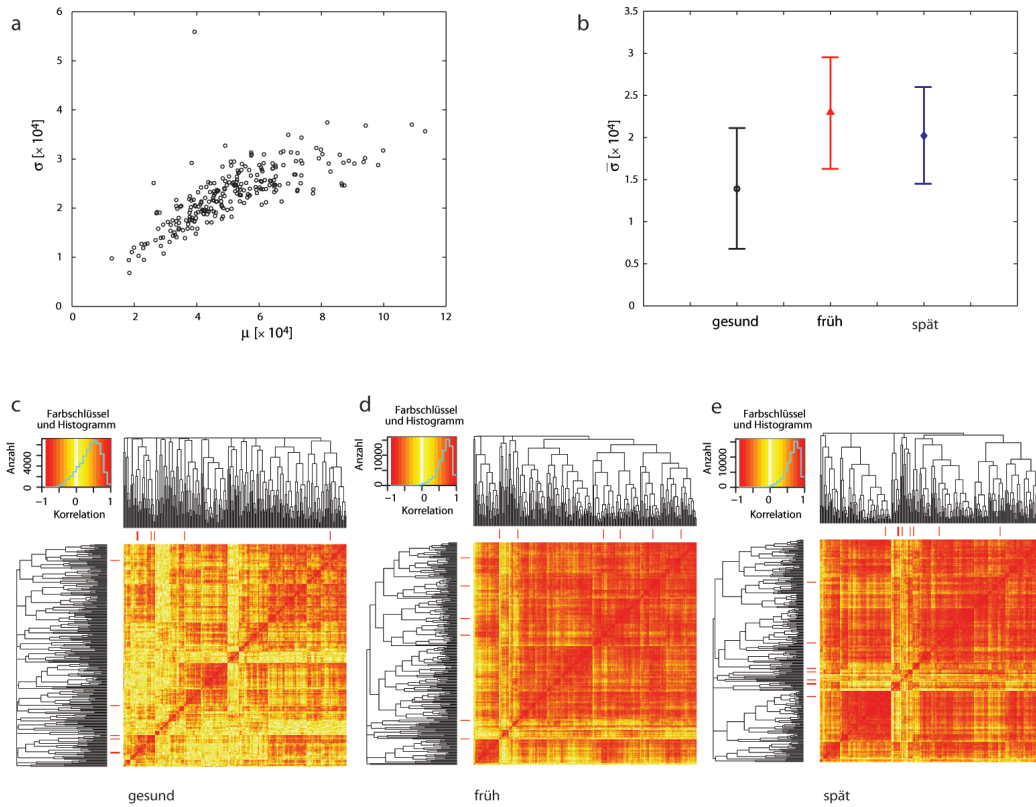 a
6
5
4
3
2
1
0
σ [× 10⁴]
0
2
4
6
8
10
12
μ [× 10⁴]
b
3.5
3
2.5
2
1.5
1
0.5
0
σ̅ [× 10⁴]
gesund
früh
spät
c
Farbschlüssel
und Histogramm
Anzahl
0
4000
−1
0
1
Korrelation
gesund
d
Farbschlüssel
und Histogramm
Anzahl
0
10000
−1
0
1
Korrelation
früh
e
Farbschlüssel
und Histogramm
Anzahl
0
10000
−1
0
1
Korrelation
spät